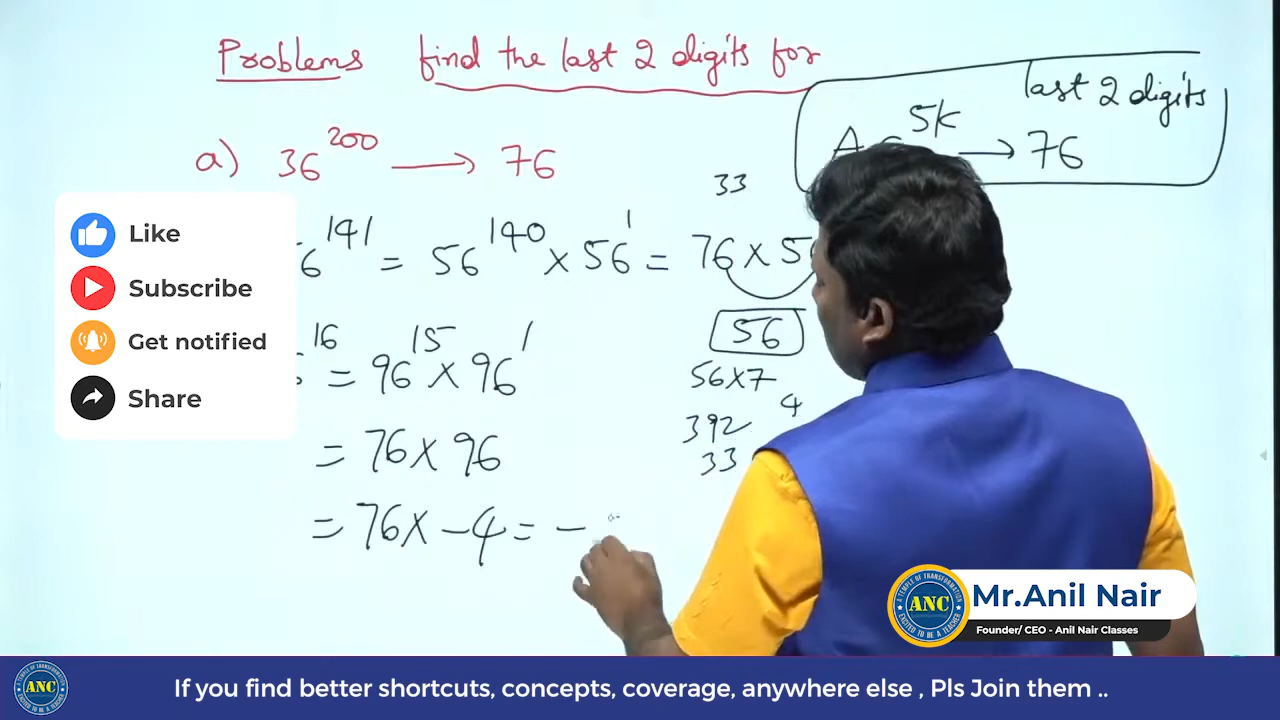 Problems find the last 2 digits for
last 2 digits
5k → 76
a) 36^200 → 76
33
6^141 = 56^140 x 56^1 = 76 x 5
56
16 = 96^15 x 96^1
56x7
4
392
33
= 76 x 96
= 76 x -4 = -
Like
Subscribe
Get notified
Share
ANC
Mr.Anil Nair
Founder/ CEO - Anil Nair Classes
ANC
If you find better shortcuts, concepts, coverage, anywhere else , Pls Join them ..